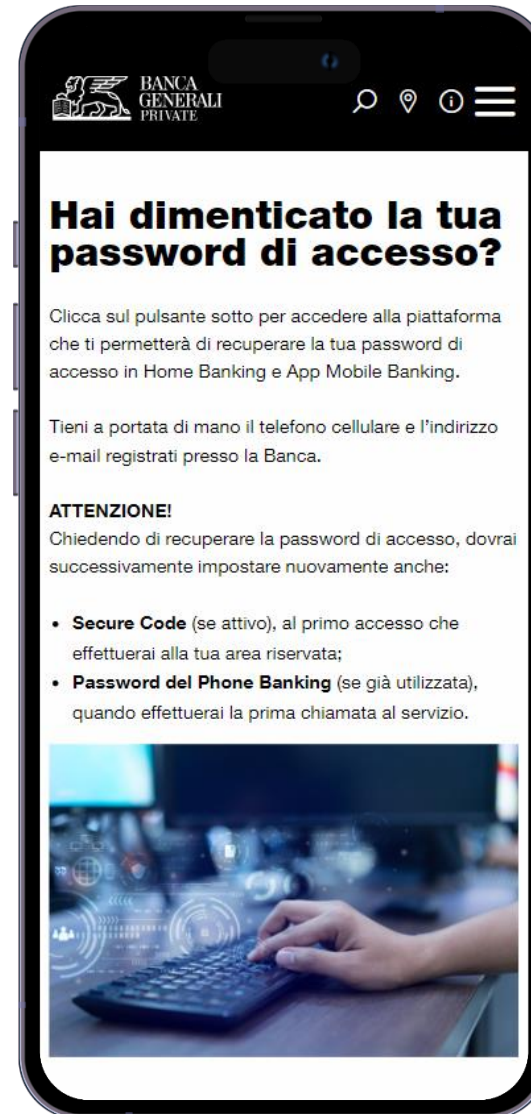 BANCA
GENERALI
PRIVATE
Hai dimenticato la tua
password di accesso?
Clicca sul pulsante sotto per accedere alla piattaforma
che ti permetterà di recuperare la tua password di
accesso in Home Banking e App Mobile Banking.
Tieni a portata di mano il telefono cellulare e l’indirizzo
e-mail registrati presso la Banca.
ATTENZIONE!
Chiedendo di recuperare la password di accesso, dovrai
successivamente impostare nuovamente anche:
• Secure Code (se attivo), al primo accesso che
effettuerai alla tua area riservata;
• Password del Phone Banking (se già utilizzata),
quando effettuerai la prima chiamata al servizio.